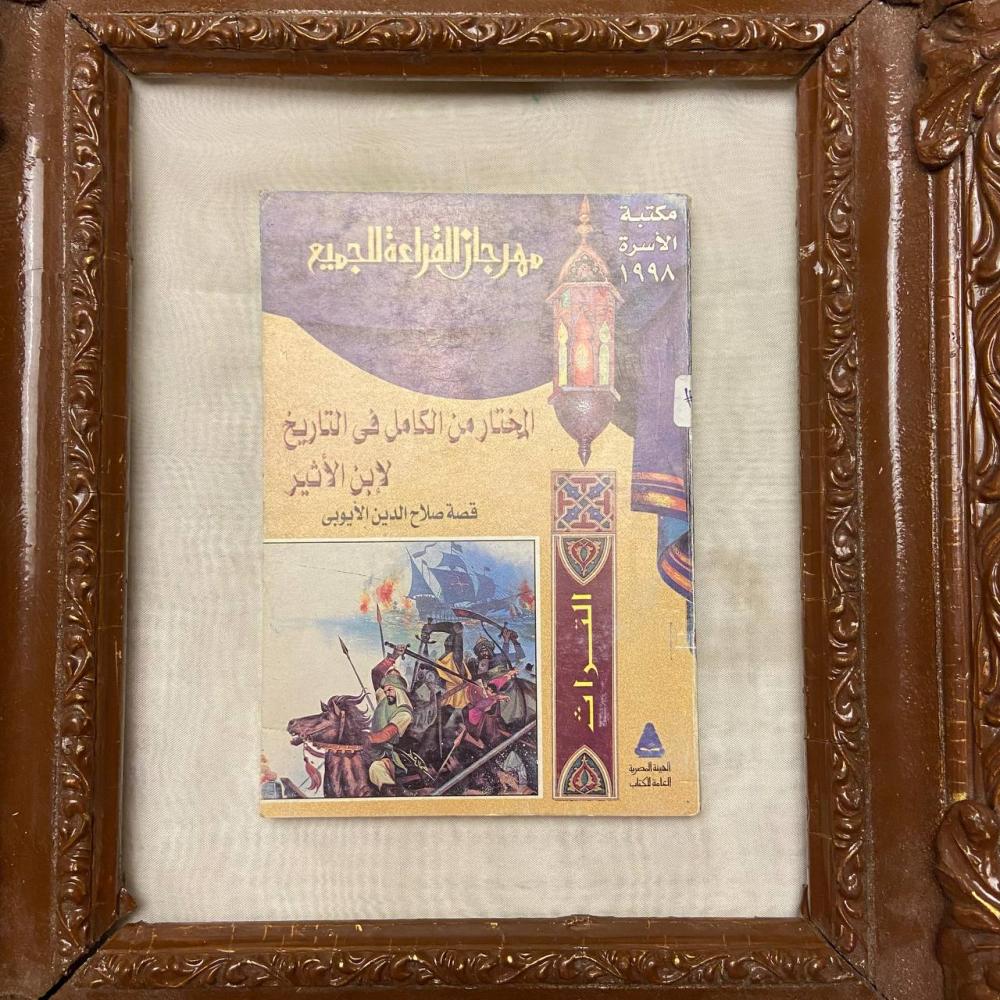 مكتبة
الأسرة
١٩٩٨
مهرجان القراءة للجميع
المختار من الكامل فى التاريخ
لإبن الأثير
قصة صلاح الدين الأيوبى
التراث
الهيئة المصرية
العامة للكتاب